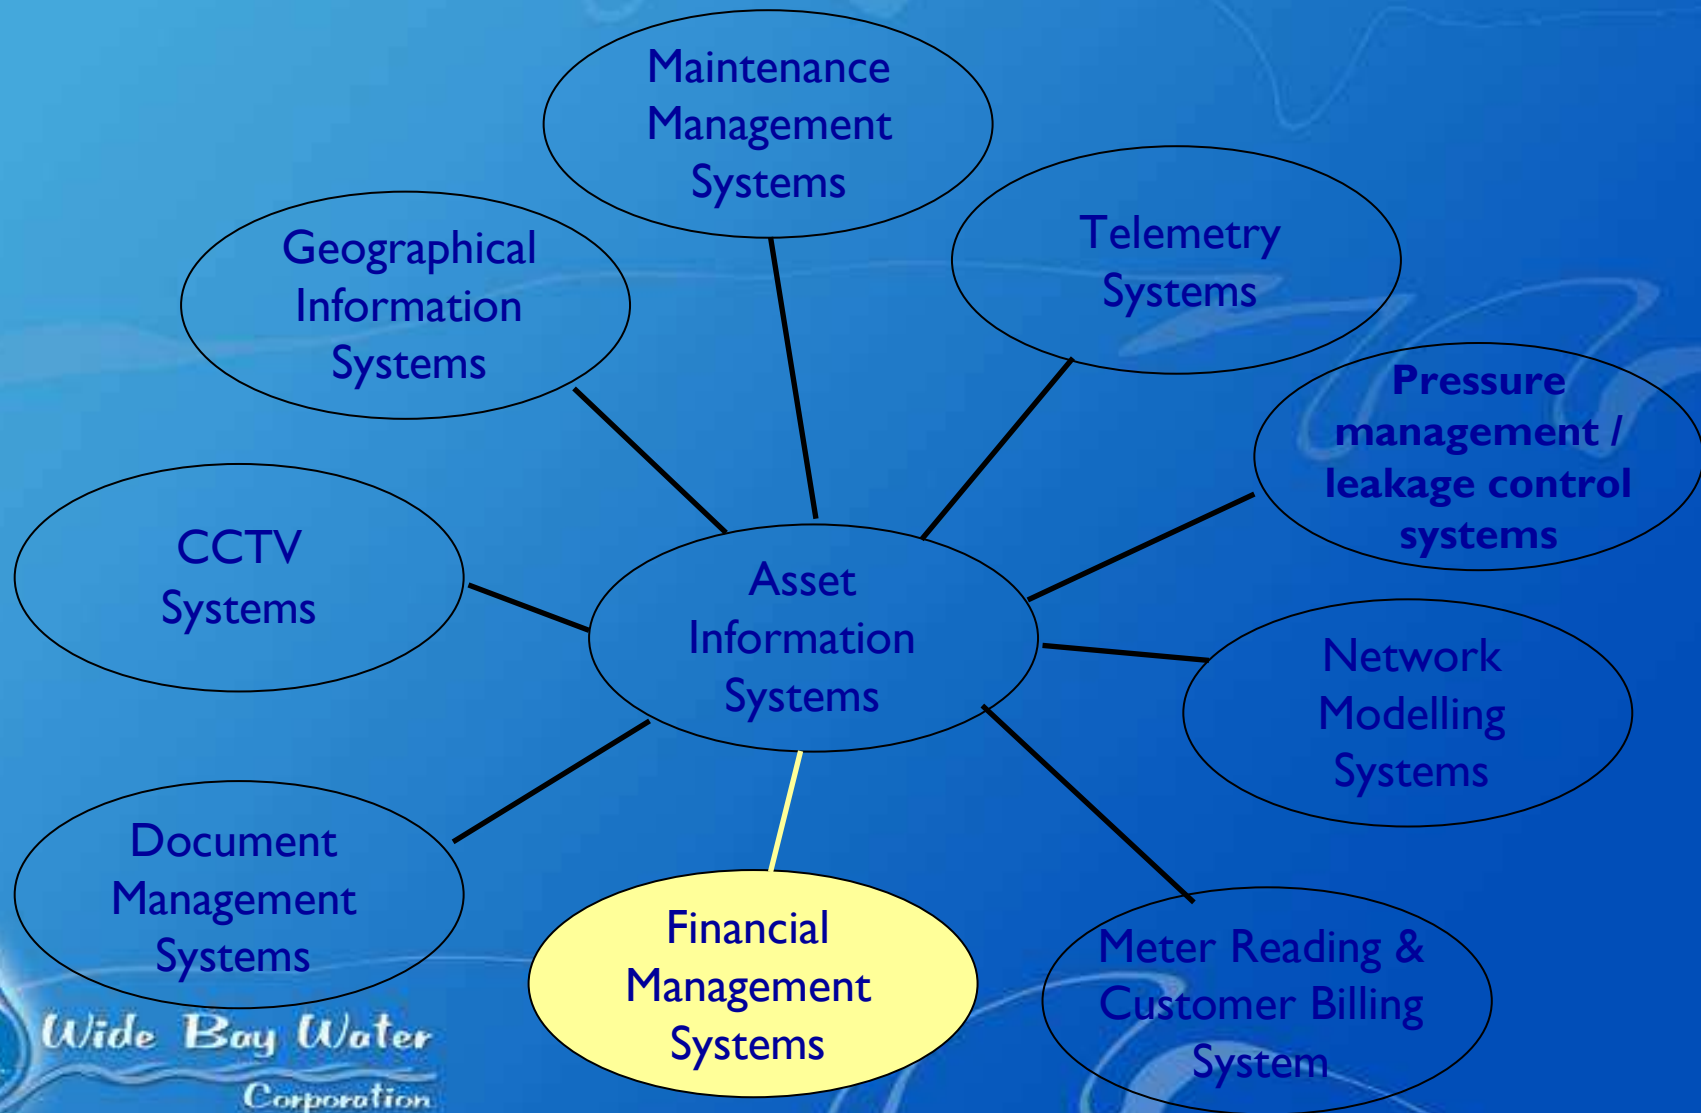 Maintenance
Management
Systems
Telemetry
Systems
Geographical
Information
Systems
Pressure
management /
leakage control
systems
CCTV
Systems
Asset
Information
Systems
Network
Modelling
Systems
Document
Management
Systems
Financial
Management
Systems
Meter Reading &
Customer Billing
System
Wide Bay Water
Corporation